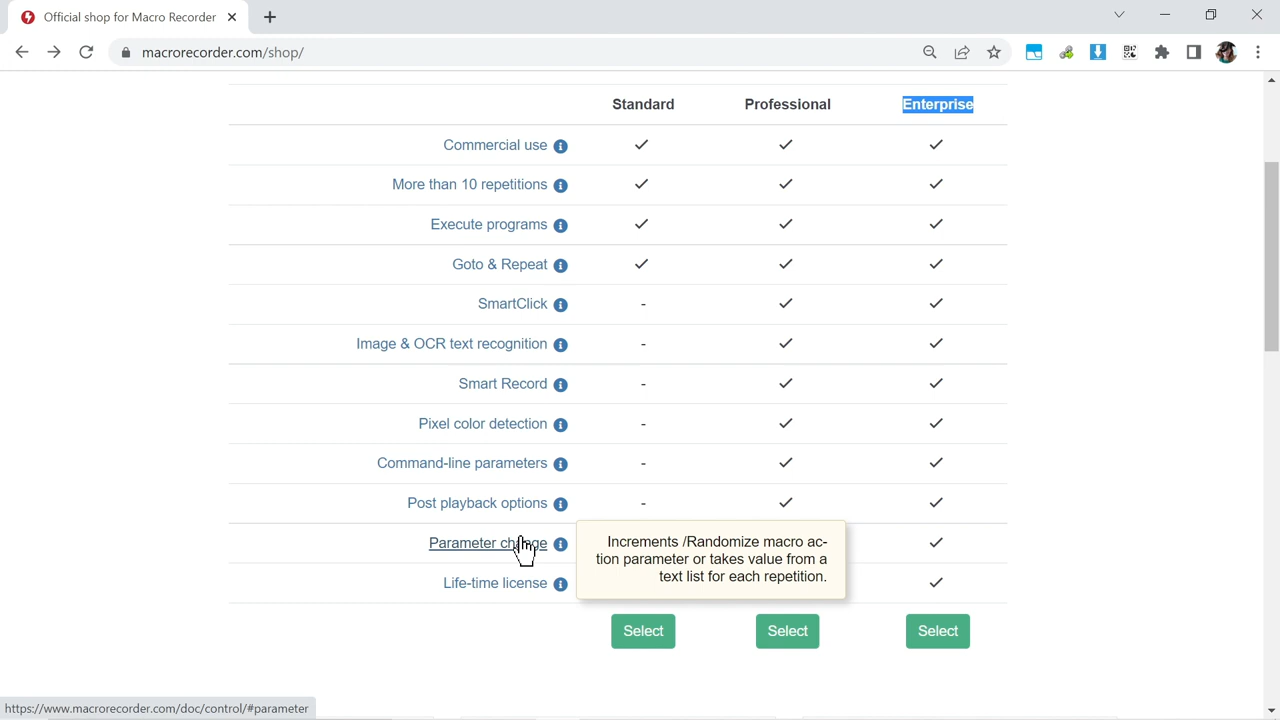 Official shop for Macro Recorder
macrorecorder.com/shop/
Standard Professional Enterprise
Commercial use
More than 10 repetitions
Execute programs
Goto & Repeat
SmartClick -
Image & OCR text recognition -
Smart Record -
Pixel color detection -
Command-line parameters -
Post playback options -
Parameter change
Increments /Randomize macro ac-
tion parameter or takes value from a
text list for each repetition.
Life-time license
Select Select Select
https://www.macrorecorder.com/doc/control/#parameter